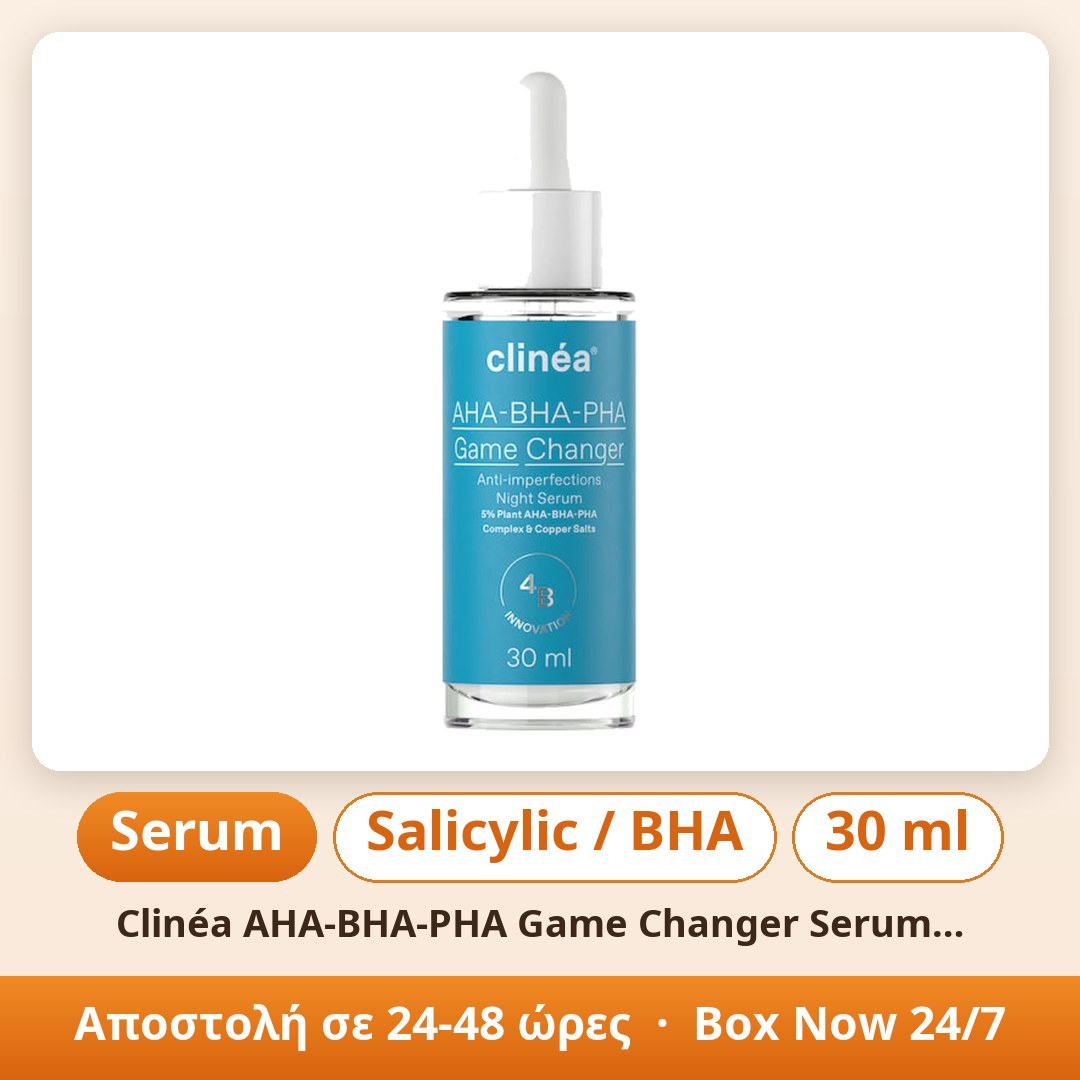 clinéa®
AHA-BHA-PHA
Game Changer
Anti-imperfections
Night Serum
5% Plant AHA-BHA-PHA
Complex & Copper Salts
4B
INNOVATION
30 ml
Serum
Salicylic / BHA
30 ml
Clinéa AHA-BHA-PHA Game Changer Serum...
Αποστολή σε 24-48 ώρες · Box Now 24/7